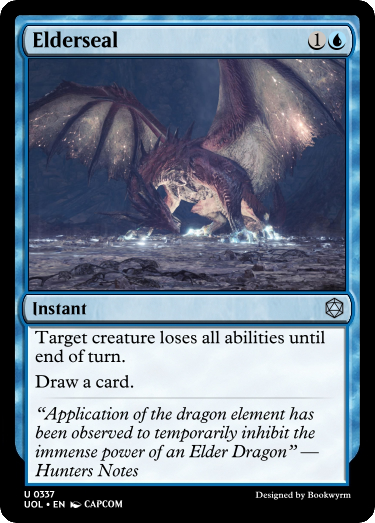 Elderseal 1
Instant
Target creature loses all abilities until
end of turn.
Draw a card.
“Application of the dragon element has
been observed to temporarily inhibit the
immense power of an Elder Dragon” —
Hunters Notes
U 0337
UOL • EN CAPCOM
Designed by Bookwyrm